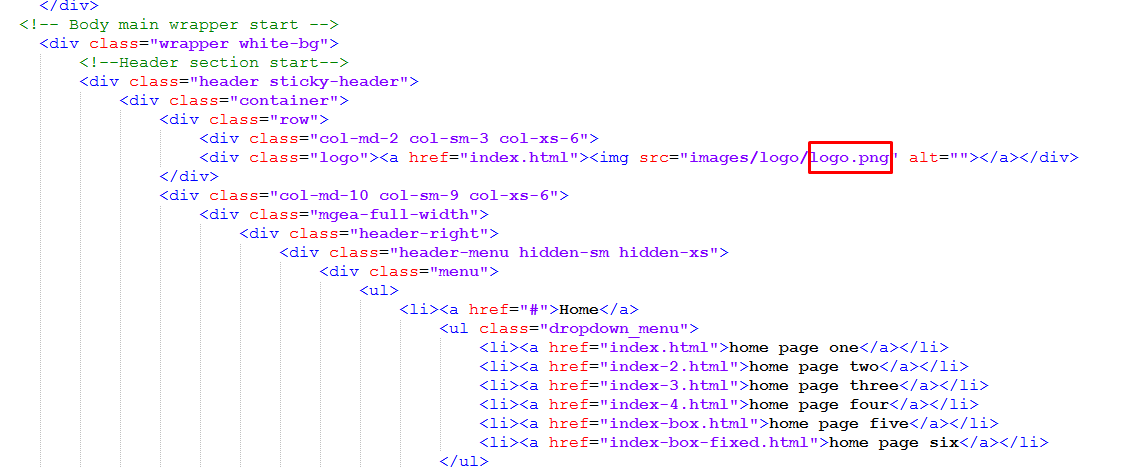 </div>
<!-- Body main wrapper start -->
<div class="wrapper white-bg">
<!--Header section start-->
<div class="header sticky-header">
<div class="container">
<div class="row">
<div class="col-md-2 col-sm-3 col-xs-6">
<div class="logo"><a href="index.html"><img src="images/logo/logo.png" alt=""></a></div>
</div>
<div class="col-md-10 col-sm-9 col-xs-6">
<div class="mgea-full-width">
<div class="header-right">
<div class="header-menu hidden-sm hidden-xs">
<div class="menu">
<ul>
<li><a href="#">Home</a>
<ul class="dropdown_menu">
<li><a href="index.html">home page one</a></li>
<li><a href="index-2.html">home page two</a></li>
<li><a href="index-3.html">home page three</a></li>
<li><a href="index-4.html">home page four</a></li>
<li><a href="index-box.html">home page five</a></li>
<li><a href="index-box-fixed.html">home page six</a></li>
</ul>